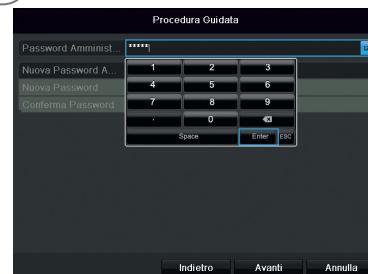 Procedura Guidata
Password Amminist... *****
Nuova Password A...
Nuova Password
Conferma Password
1 2 3
4 5 6
7 8 9
. 0
Space Enter ESC
Indietro Avanti Annulla